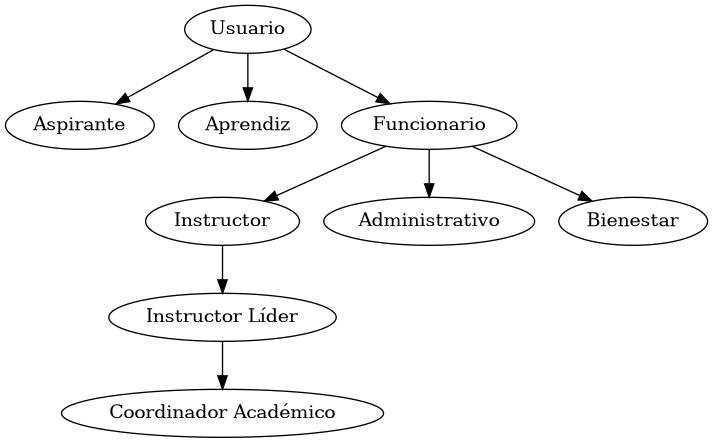 Usuario
Aspirante
Aprendiz
Funcionario
Instructor
Administrativo
Bienestar
Instructor Líder
Coordinador Académico